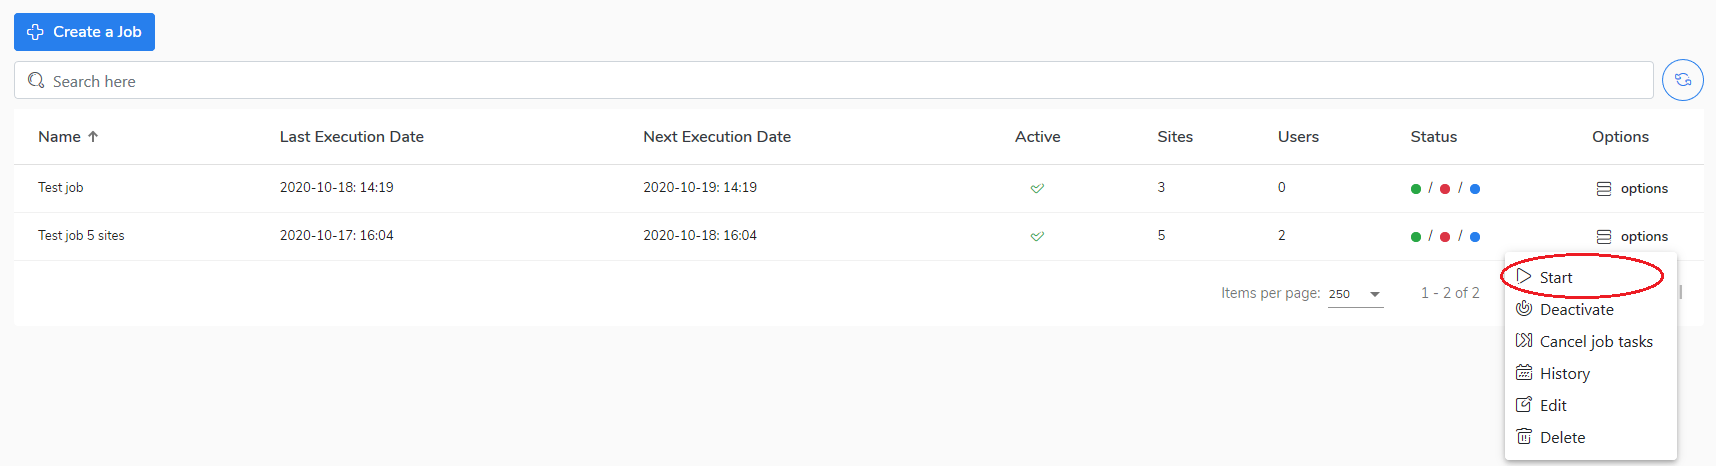 Create a Job
Search here
Name Last Execution Date Next Execution Date Active Sites Users Status Options
Test job 2020-10-18: 14:19 2020-10-19: 14:19 3 0 / / options
Test job 5 sites 2020-10-17: 16:04 2020-10-18: 16:04 5 2 / / options
Items per page: 250 1 - 2 of 2
Start
Deactivate
Cancel job tasks
History
Edit
Delete